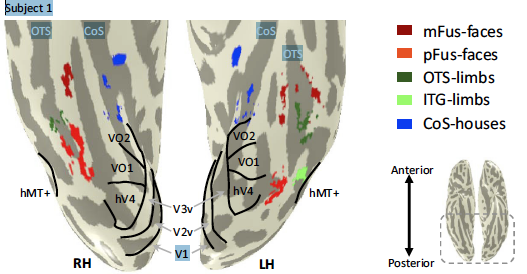 Subject 1
OTS
CoS
CoS
OTS
mFus-faces
pFus-faces
OTS-limbs
ITG-limbs
CoS-houses
VO2
VO2
VO1
VO1
hMT+
hV4
hV4
hMT+
V3v
V2v
V1
RH
LH
Anterior
Posterior